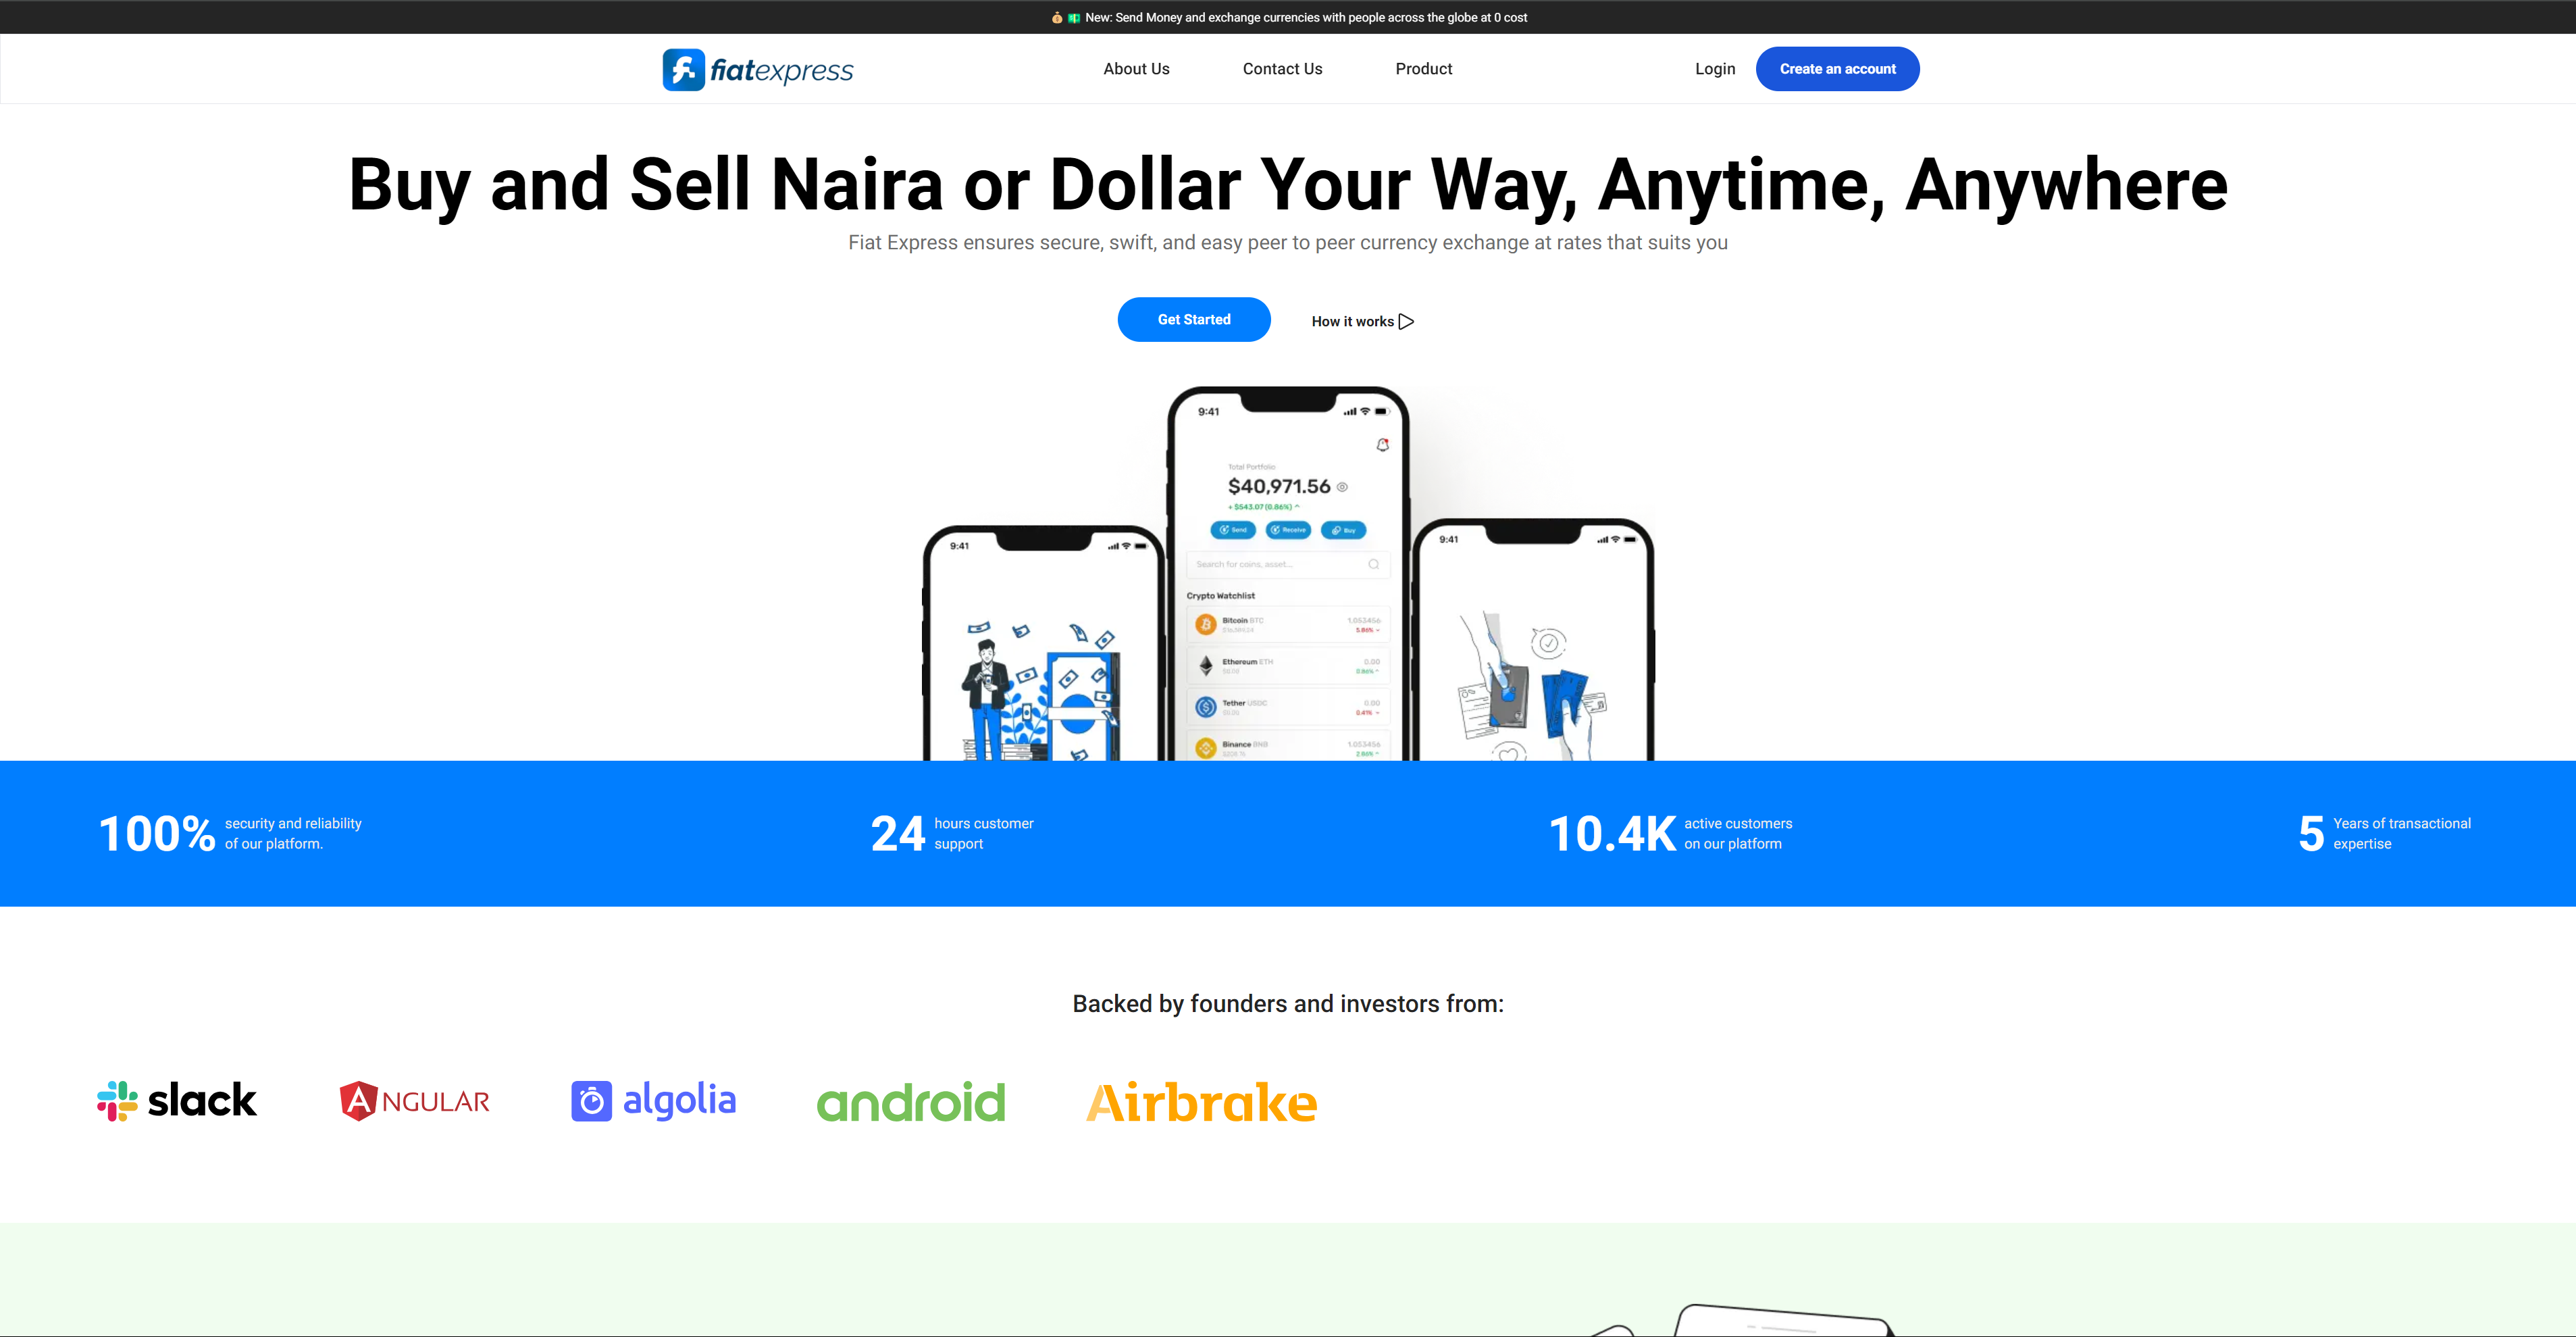 New: Send Money and exchange currencies with people across the globe at 0 cost
fiatexpress
About Us
Contact Us
Product
Login
Create an account
Buy and Sell Naira or Dollar Your Way, Anytime, Anywhere
Fiat Express ensures secure, swift, and easy peer to peer currency exchange at rates that suits you
Get Started
How it works
9:41
Total Portfolio
$40,971.56
+ $543.07 (0.86%)
Send
Receive
Buy
Search for coins, asset...
Crypto Watchlist
Bitcoin BTC
1.053456
5.86%
Ethereum ETH
0.00
0.86%
Tether USDC
0.00
0.41%
Binance BNB
1.053456
2.86%
9:41
9:41
100%
security and reliability
of our platform.
24
hours customer
support
10.4K
active customers
on our platform
5
Years of transactional
expertise
Backed by founders and investors from:
slack
ANGULAR
algolia
android
Airbrake